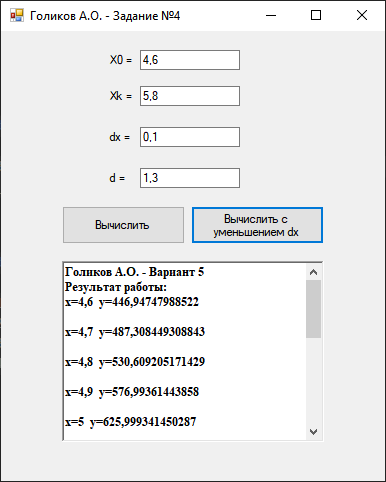 Голиков А.О. - Задание №4
X0 = 4,6
Xk = 5,8
dx = 0,1
d = 1,3
Вычислить
Вычислить с
уменьшением dx
Голиков А.О. - Вариант 5
Результат работы:
x=4,6 y=446,94747988522
x=4,7 y=487,308449308843
x=4,8 y=530,609205171429
x=4,9 y=576,99361443858
x=5 y=625,999341450287